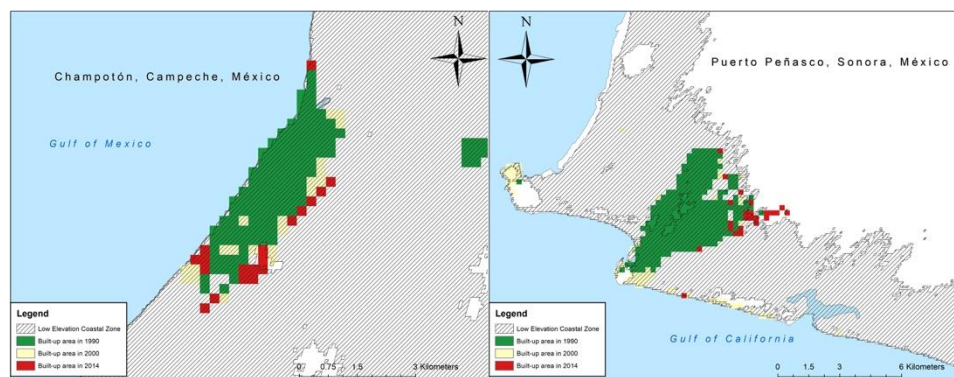 N
Champotón, Campeche, México
Gulf of Mexico
Legend
Low Elevation Coastal Zone
Built-up area in 1990
Built-up area in 2000
Built-up area in 2014
0 0.75 1.5 3 Kilometers
N
Puerto Peñasco, Sonora, México
Gulf of California
Legend
Low Elevation Coastal Zone
Built-up area in 1990
Built-up area in 2000
Built-up area in 2014
0 1.5 3 6 Kilometers